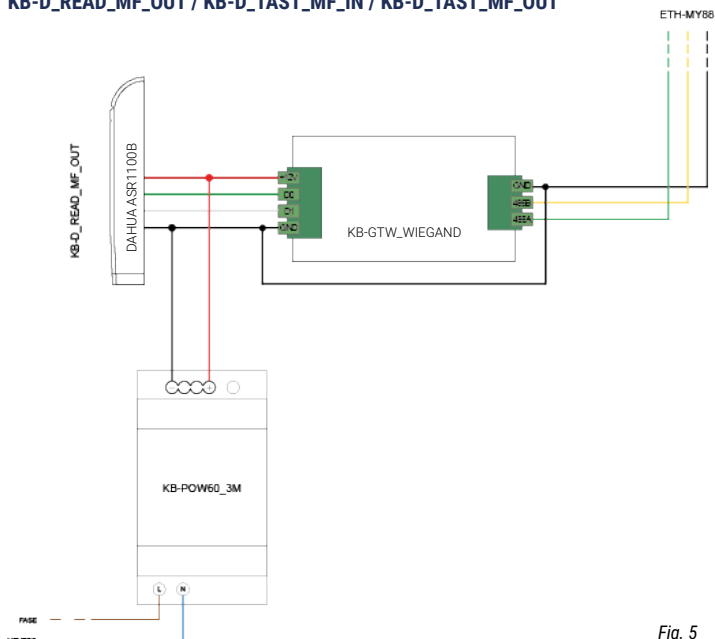 KB-D_READ_MF_OUT / KB-D_TAST_MF_IN / KB-D_TAST_MF_OUT
ETH-MY88
KB-D_READ_MF_OUT
DAHUA ASR1100B
GND
GND
485B
485A
KB-GTW_WIEGAND
KB-POW60_3M
L
N
FASE
Fig. 5